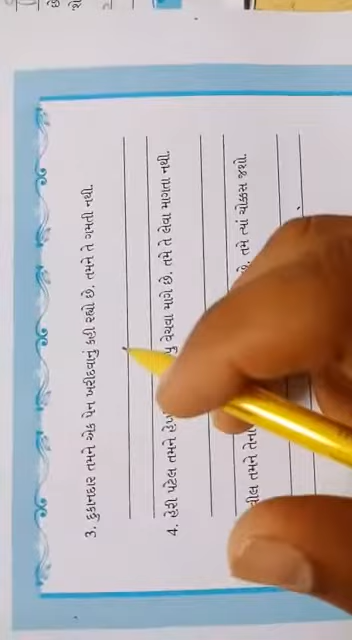 3. દુકાનદાર તમને એક પેન ખરીદવાનું કહી રહ્યો છે. તમને તે ગમતી નથી.
4. હેરી પટેલ તમને વેચવા માગે છે. તમે તે લેવા માગતા નથી.
તમને તમે ત્યાં ચોક્કસ જશો.